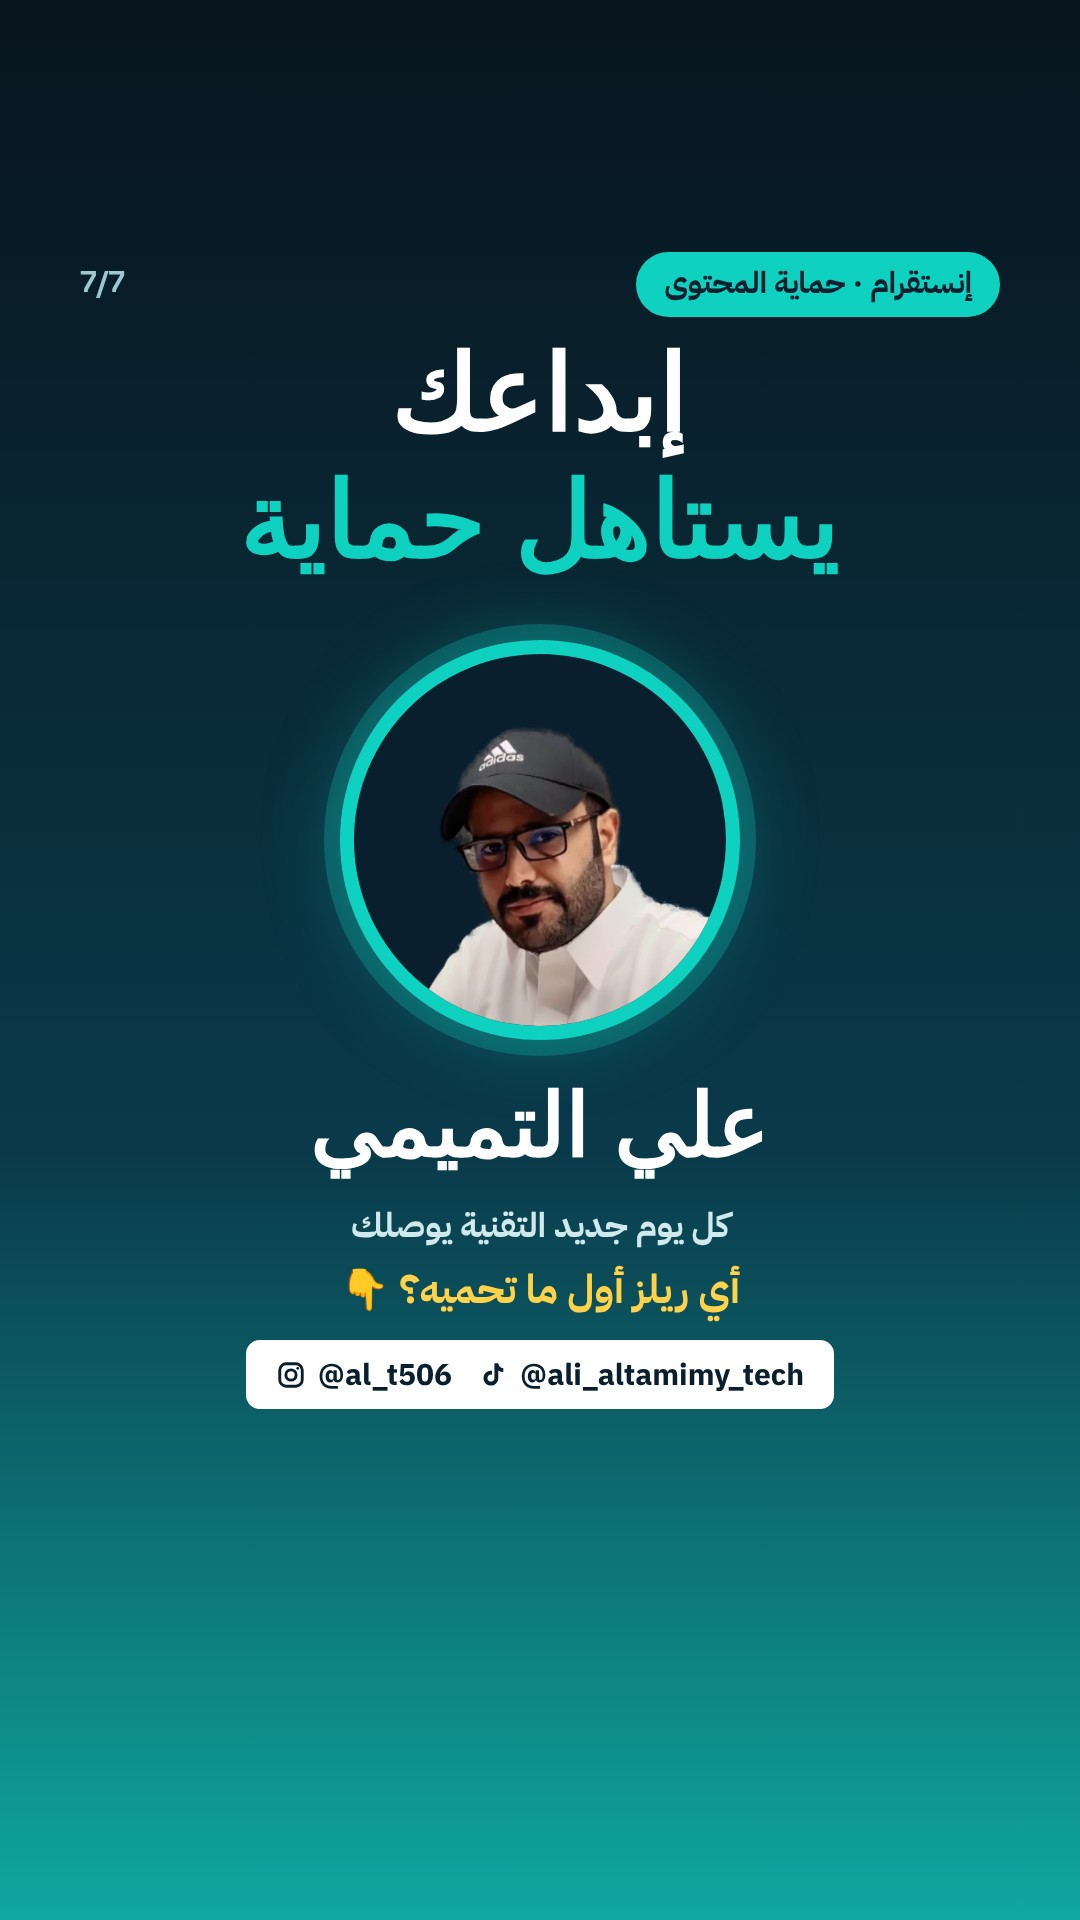 إنستقرام · حماية المحتوى
7/7
إبداعك
يستاهل حماية
adidas
علي التميمي
كل يوم جديد التقنية يوصلك
أي ريلز أول ما تحميه؟ 👇
@al_t506 @ali_altamimy_tech